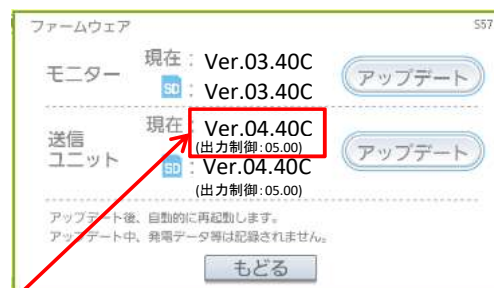 ファームウェア S57
モニター 現在: Ver.03.40C アップデート
SD : Ver.03.40C
送信ユニット 現在: Ver.04.40C アップデート
(出力制御:05.00)
SD : Ver.04.40C
(出力制御:05.00)
アップデート後、自動的に再起動します。
アップデート中、発電データ等は記録されません。
もどる